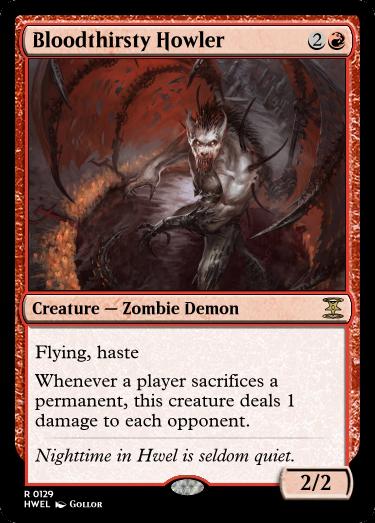 Bloodthirsty Howler 2
Creature — Zombie Demon
Flying, haste
Whenever a player sacrifices a
permanent, this creature deals 1
damage to each opponent.
Nighttime in Hwel is seldom quiet.
2/2
R 0129
HWEL GOLLOR